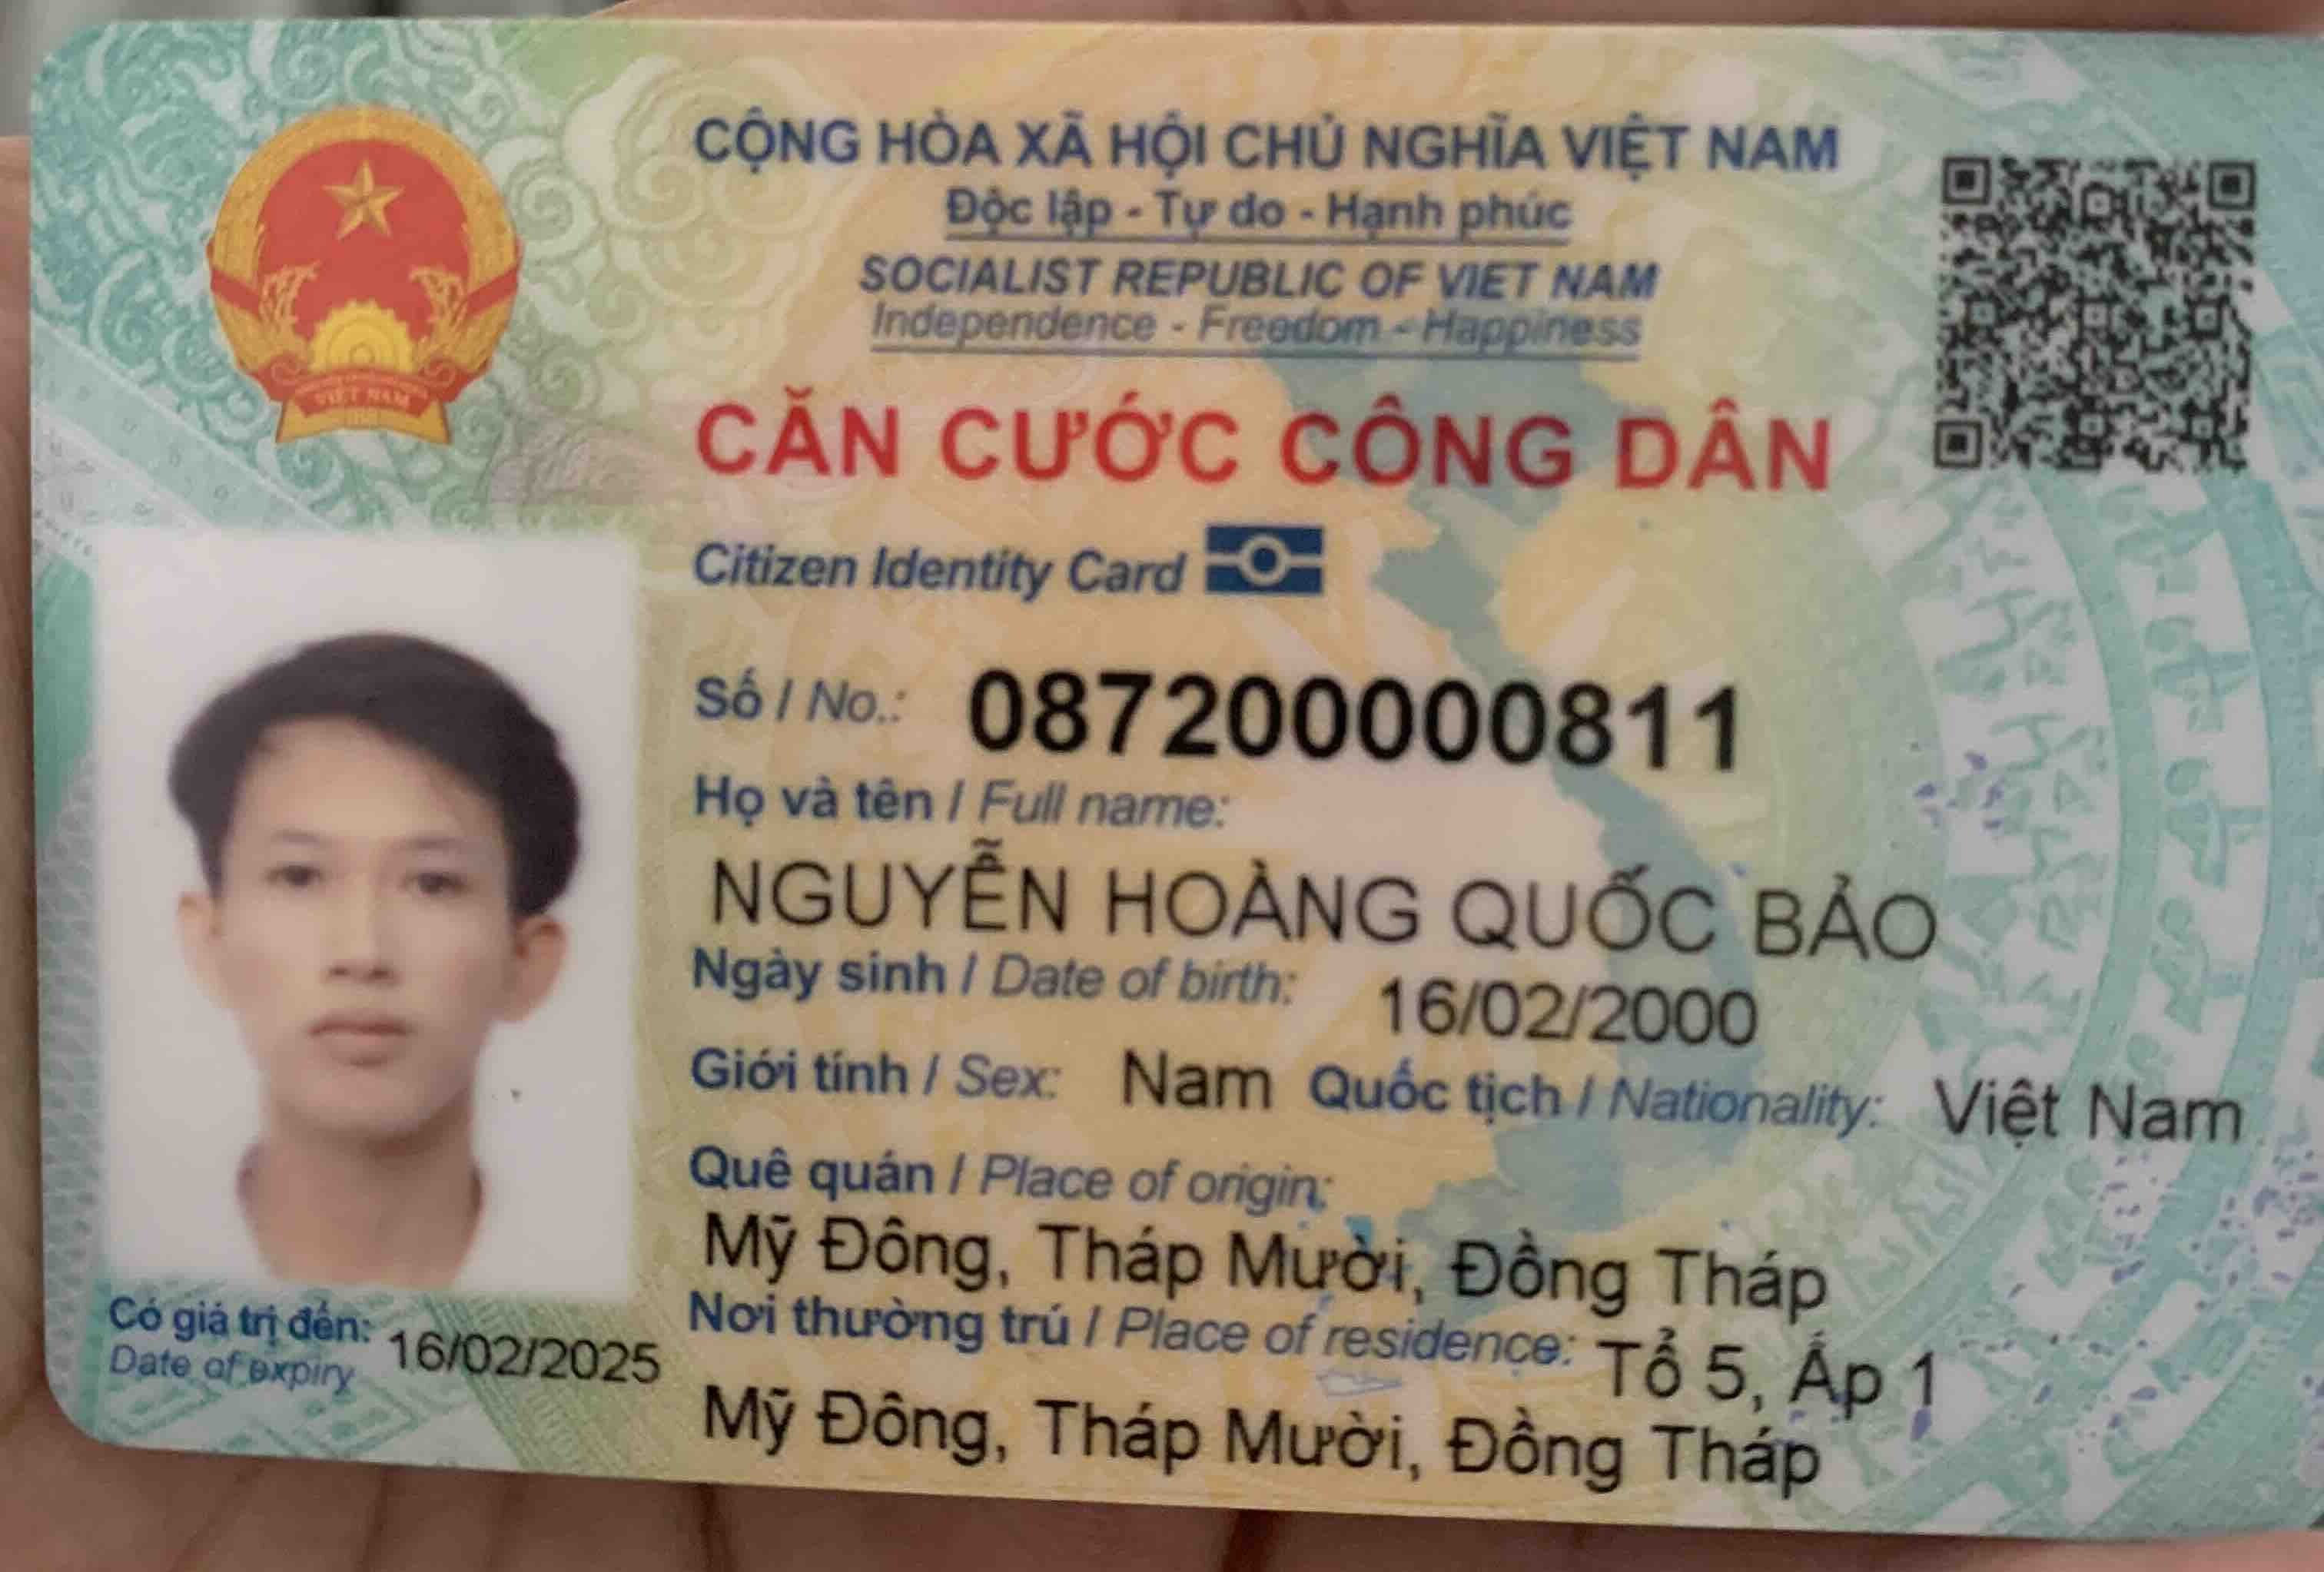 CỘNG HÒA XÃ HỘI CHỦ NGHĨA VIỆT NAM
Độc lập - Tự do - Hạnh phúc
SOCIALIST REPUBLIC OF VIET NAM
Independence - Freedom - Happiness
CĂN CƯỚC CÔNG DÂN
Citizen Identity Card
Số / No.: 087200000811
Họ và tên / Full name:
NGUYỄN HOÀNG QUỐC BẢO
Ngày sinh / Date of birth: 16/02/2000
Giới tính / Sex: Nam Quốc tịch / Nationality: Việt Nam
Quê quán / Place of origin:
Mỹ Đông, Tháp Mười, Đồng Tháp
Nơi thường trú / Place of residence: Tổ 5, Ấp 1
Mỹ Đông, Tháp Mười, Đồng Tháp
Có giá trị đến: 16/02/2025
Date of expiry
VIỆT NAM